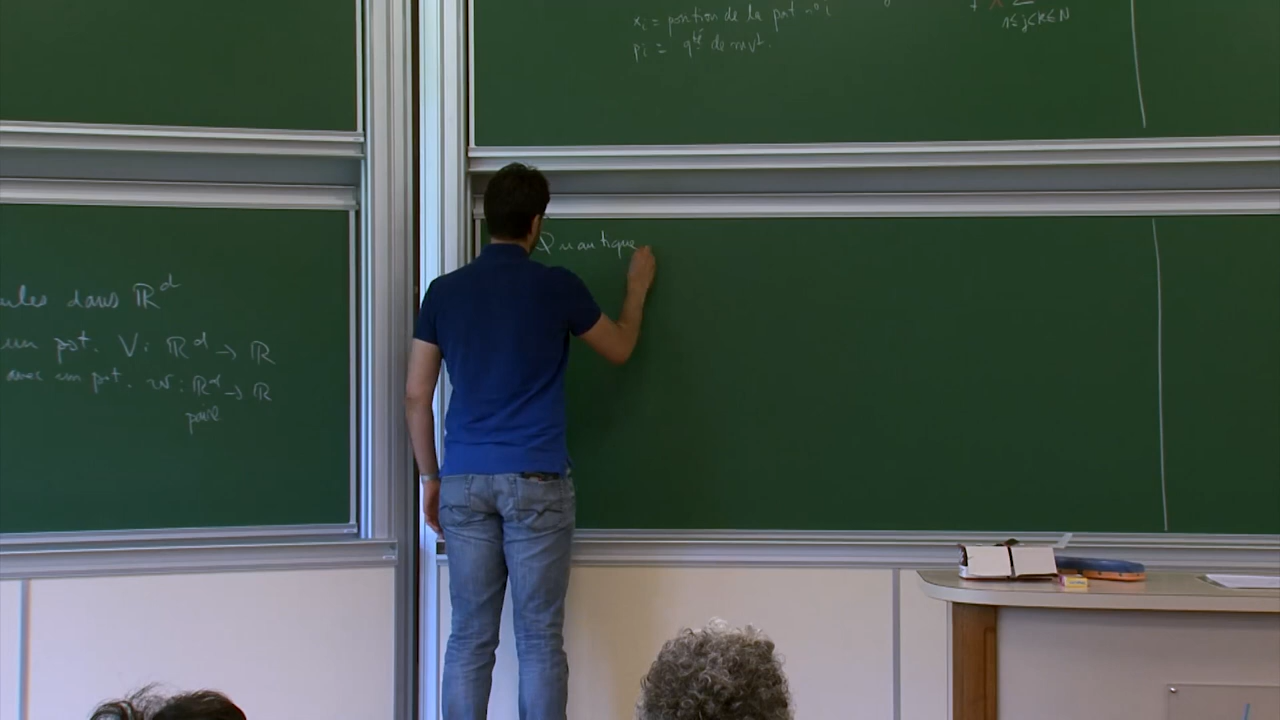 xᵢ = position de la part n° i
pᵢ = qté de mvt.
+ λ Σ
1≤j<k≤N
dans ℝᵈ
un pot. V: ℝᵈ → ℝ
avec un pot. w: ℝᵈ → ℝ
paire
Quantique